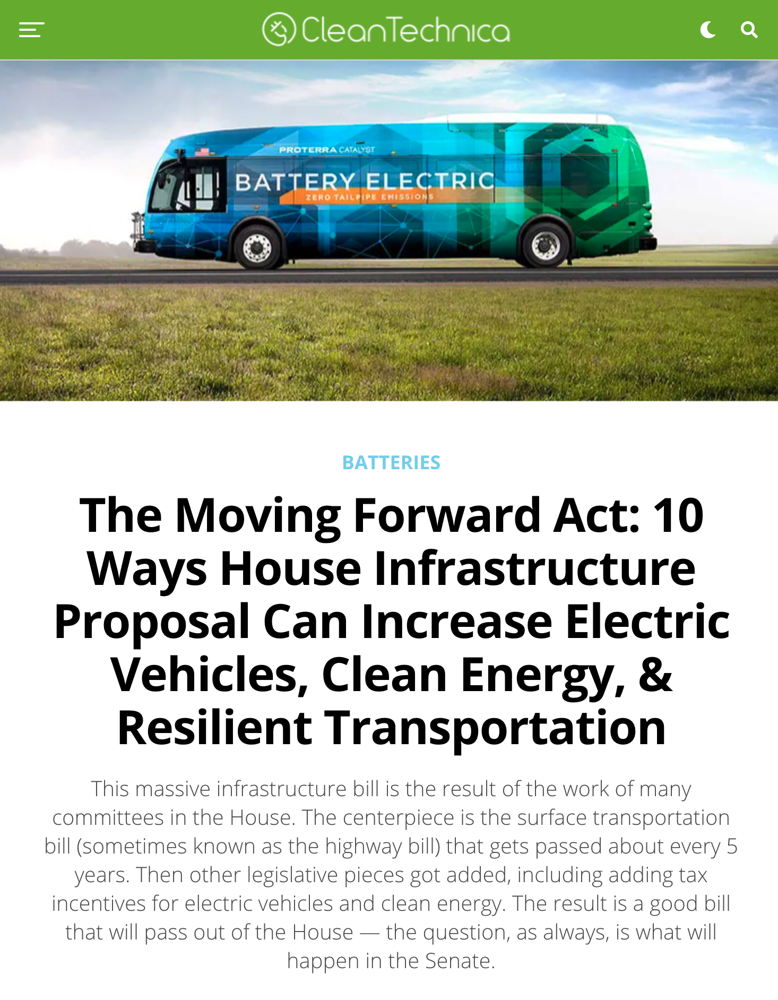 CleanTechnica
PROTERRA CATALYST
BATTERY ELECTRIC
ZERO TAILPIPE EMISSIONS
BATTERIES
The Moving Forward Act: 10
Ways House Infrastructure
Proposal Can Increase Electric
Vehicles, Clean Energy, &
Resilient Transportation
This massive infrastructure bill is the result of the work of many
committees in the House. The centerpiece is the surface transportation
bill (sometimes known as the highway bill) that gets passed about every 5
years. Then other legislative pieces got added, including adding tax
incentives for electric vehicles and clean energy. The result is a good bill
that will pass out of the House — the question, as always, is what will
happen in the Senate.